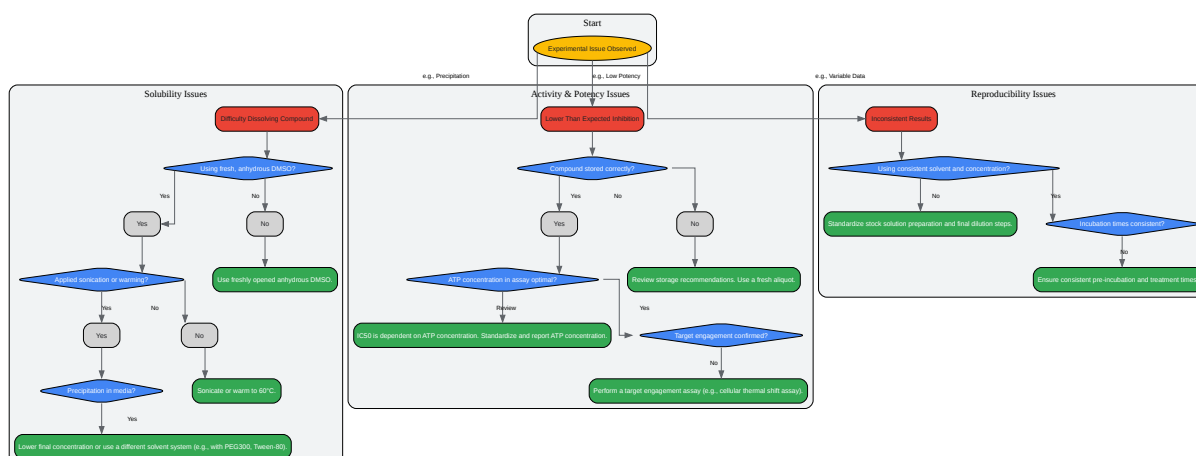 Start
Experimental Issue Observed
e.g., Precipitation
e.g., Low Potency
e.g., Variable Data
Solubility Issues
Activity & Potency Issues
Reproducibility Issues
Difficulty Dissolving Compound
Lower Than Expected Inhibition
Inconsistent Results
Using fresh, anhydrous DMSO?
Compound stored correctly?
Using consistent solvent and concentration?
Yes
No
Yes
No
No
Yes
Yes
No
Yes
No
Standardize stock solution preparation and final dilution steps.
Incubation times consistent?
No
Applied sonication or warming?
Use freshly opened anhydrous DMSO.
ATP concentration in assay optimal?
Review storage recommendations. Use a fresh aliquot.
Ensure consistent pre-incubation and treatment times
Yes
No
Review
Yes
Yes
No
IC50 is dependent on ATP concentration. Standardize and report ATP concentration.
Target engagement confirmed?
No
Precipitation in media?
Sonicate or warm to 60°C.
Perform a target engagement assay (e.g., cellular thermal shift assay).
Yes
Lower final concentration or use a different solvent system (e.g., with PEG300, Tween-80).